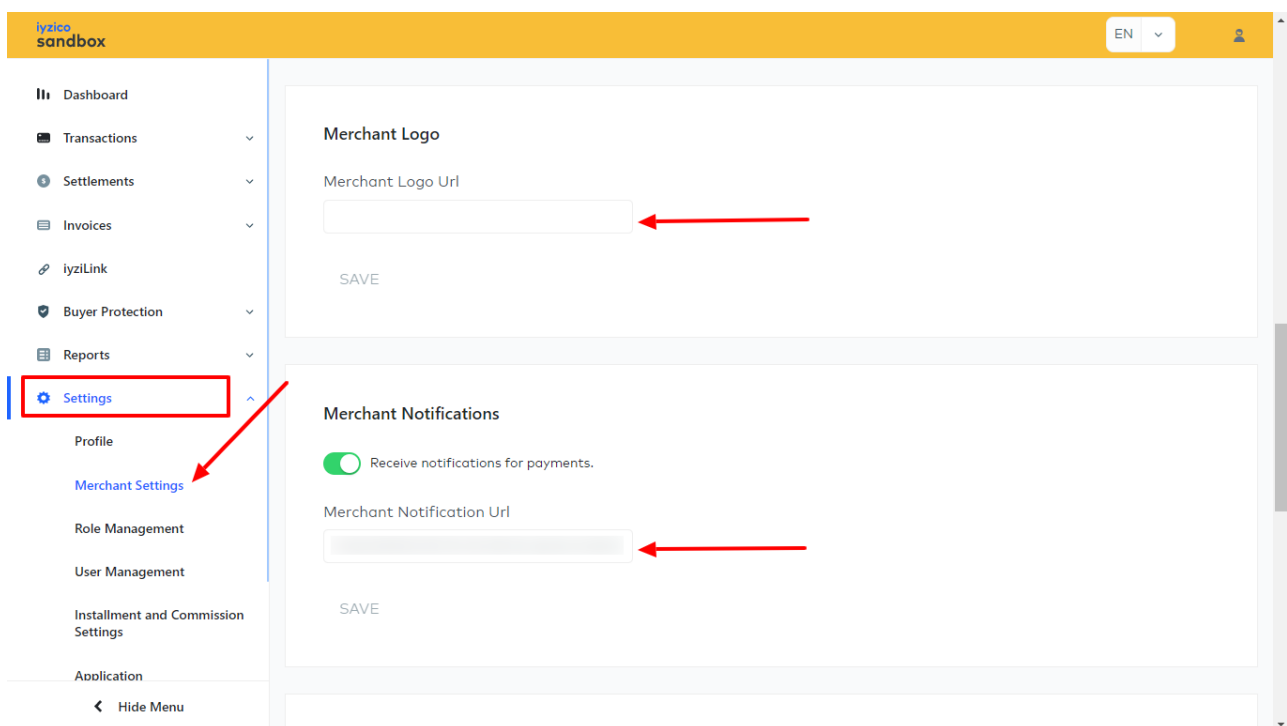 iyzico
sandbox
EN
Dashboard
Transactions
Settlements
Invoices
iyziLink
Buyer Protection
Reports
Settings
Profile
Merchant Settings
Role Management
User Management
Installment and Commission
Settings
Application
Hide Menu
Merchant Logo
Merchant Logo Url
SAVE
Merchant Notifications
Receive notifications for payments.
Merchant Notification Url
SAVE